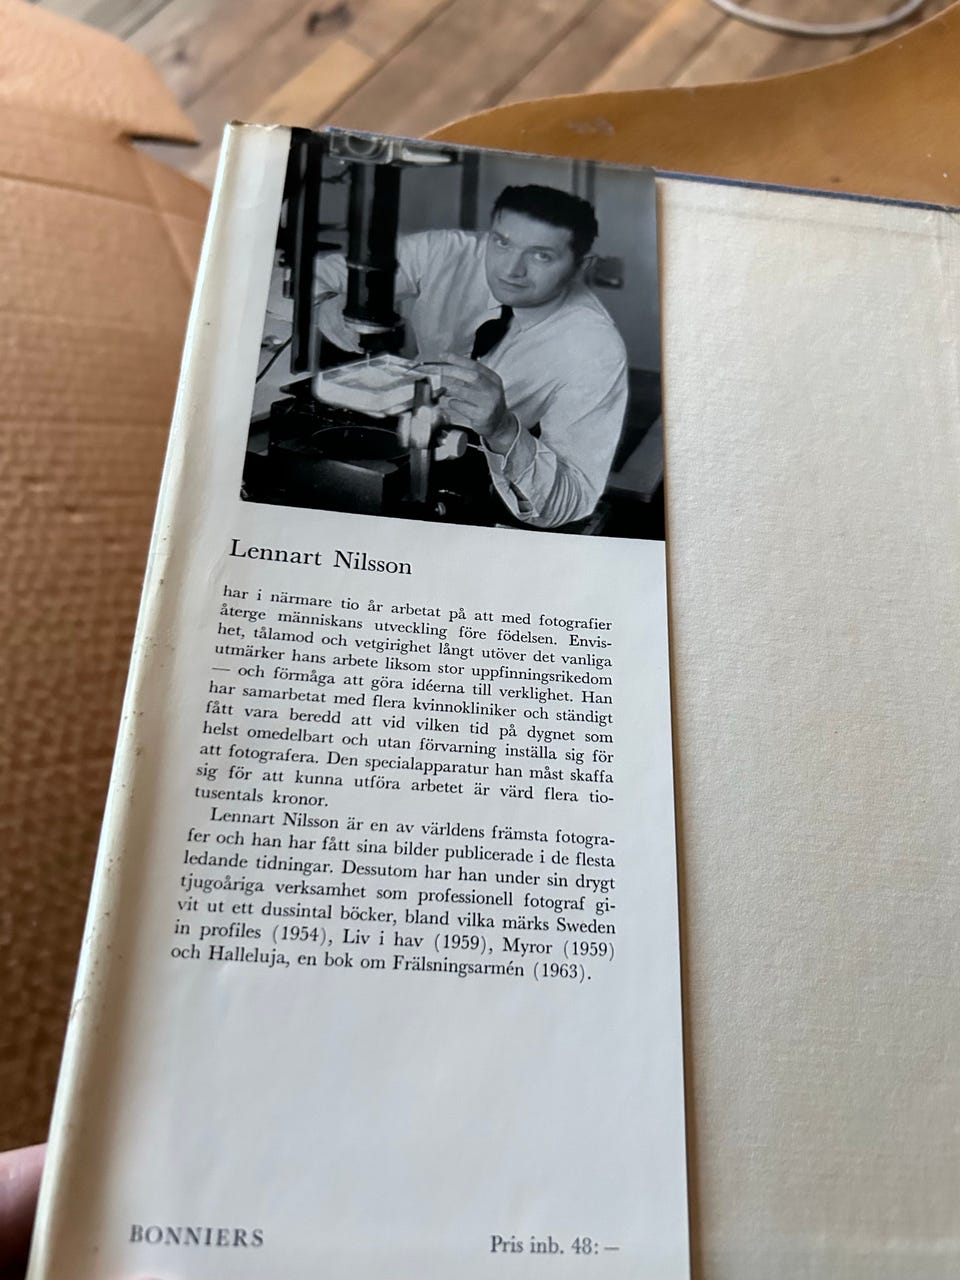 Lennart Nilsson
har i närmare tio år arbetat på att med fotografier
återge människans utveckling före födelsen. Envis-
het, tålamod och vetgirighet långt utöver det vanliga
utmärker hans arbete liksom stor uppfinningsrikedom
— och förmåga att göra idéerna till verklighet. Han
har samarbetat med flera kvinnokliniker och ständigt
fått vara beredd att vid vilken tid på dygnet som
helst omedelbart och utan förvarning inställa sig för
att fotografera. Den specialapparatur han måst skaffa
sig för att kunna utföra arbetet är värd flera tio-
tusentals kronor.
Lennart Nilsson är en av världens främsta fotogra-
fer och han har fått sina bilder publicerade i de flesta
ledande tidningar. Dessutom har han under sin drygt
tjugoåriga verksamhet som professionell fotograf gi-
vit ut ett dussintal böcker, bland vilka märks Sweden
in profiles (1954), Liv i hav (1959), Myror (1959)
och Halleluja, en bok om Frälsningsarmén (1963).
BONNIERS
Pris inb. 48: —